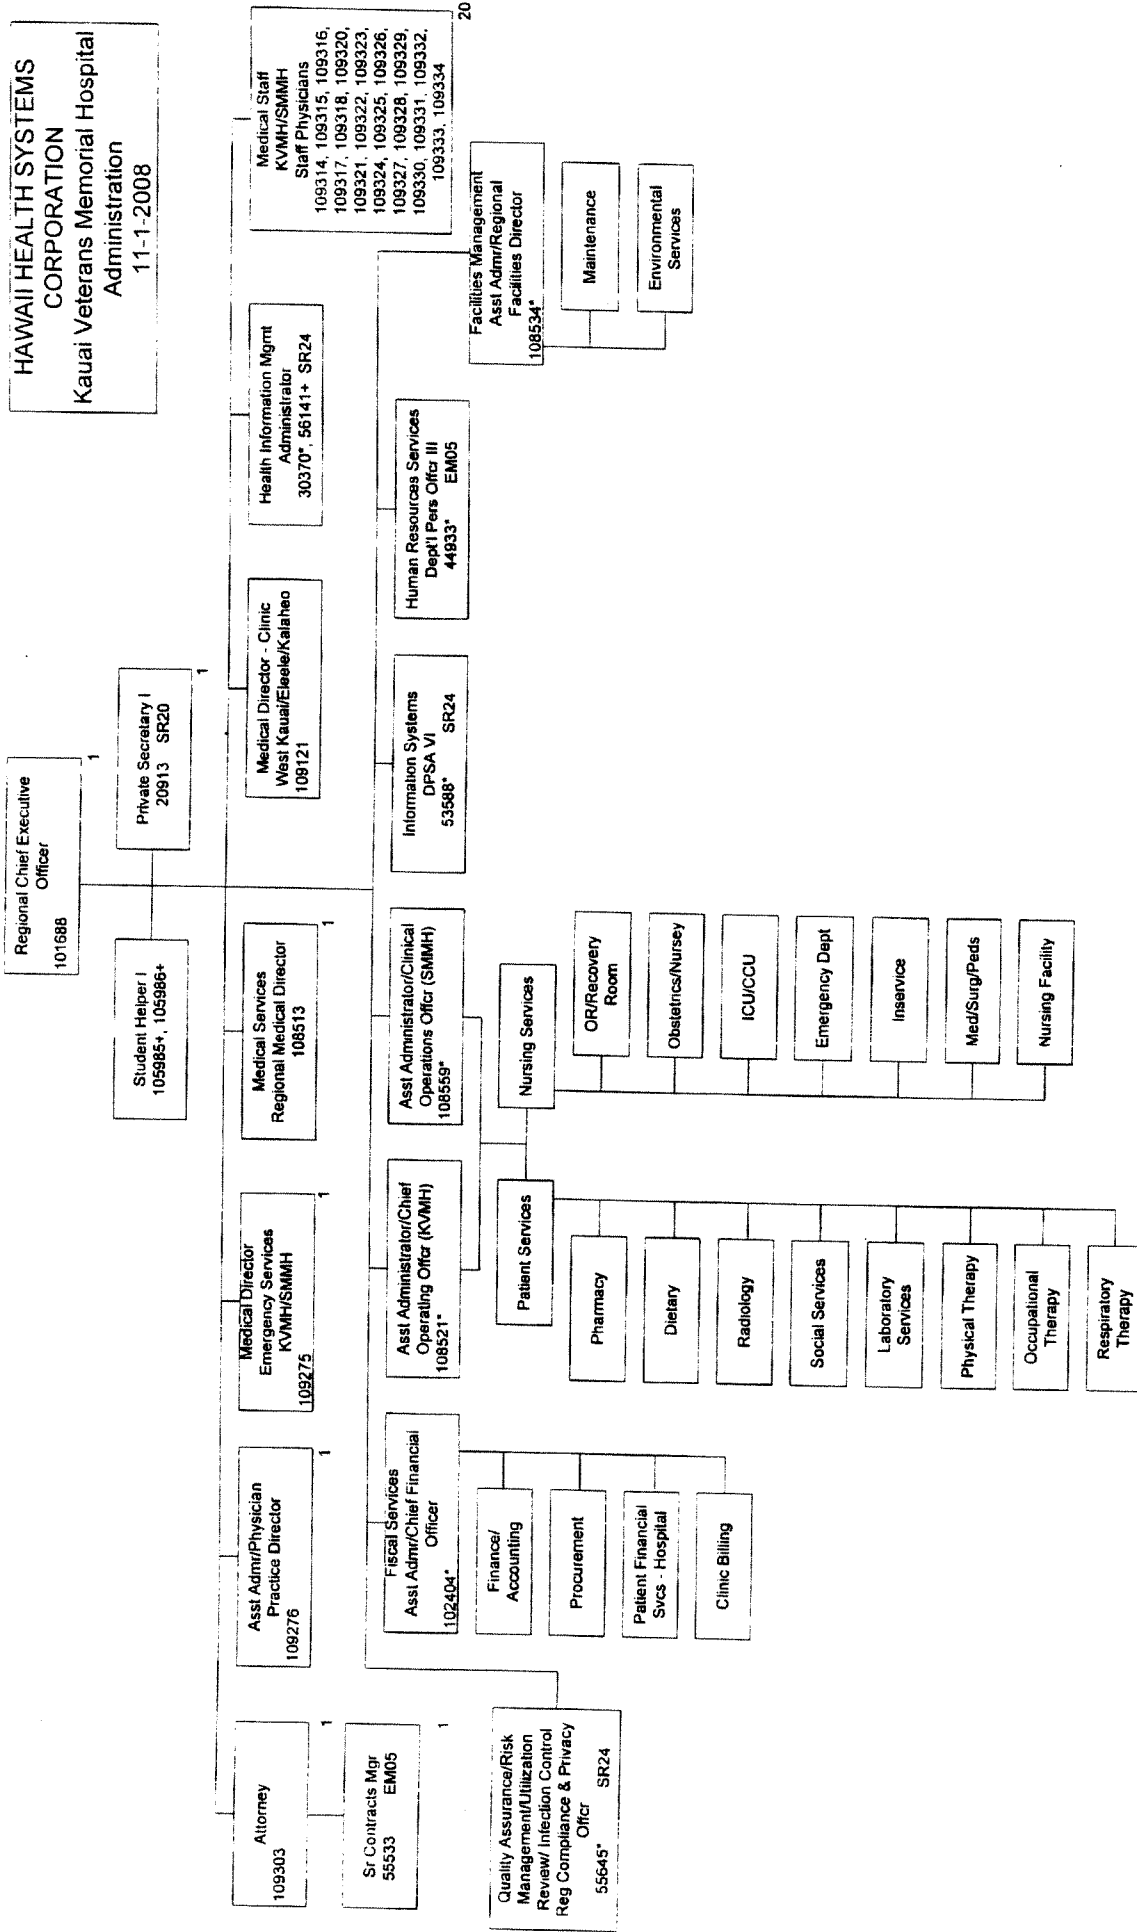 HAWAII HEALTH SYSTEMS
CORPORATION
Kauai Veterans Memorial Hospital
Administration
11-1-2008
Regional Chief Executive
Officer
101688
1
Student Helper I
105985+, 105986+
Private Secretary I
20913 SR20
1
Attorney
109303
1
Sr Contracts Mgr
55533 EM05
1
Asst Admr/Physician
Practice Director
109276
1
Medical Director
Emergency Services
KVMH/SMMH
109275
1
Medical Services
Regional Medical Director
108513
1
Medical Director - Clinic
West Kauai/Eleele/Kalaheo
109121
Health Information Mgmt
Administrator
30370*, 56141+ SR24
Medical Staff
KVMH/SMMH
Staff Physicians
109314, 109315, 109316,
109317, 109318, 109320,
109321, 109322, 109323,
109324, 109325, 109326,
109327, 109328, 109329,
109330, 109331, 109332,
109333, 109334
20
Quality Assurance/Risk
Management/Utilization
Review/ Infection Control
Reg Compliance & Privacy
Offcr
55645* SR24
Fiscal Services
Asst Admr/Chief Financial
Officer
102404*
Finance/
Accounting
Procurement
Patient Financial
Svcs - Hospital
Clinic Billing
Asst Administrator/Chief
Operating Offcr (KVMH)
108521*
Asst Administrator/Clinical
Operations Offcr (SMMH)
108559*
Patient Services
Pharmacy
Dietary
Radiology
Social Services
Laboratory
Services
Physical Therapy
Occupational
Therapy
Respiratory
Therapy
Nursing Services
OR/Recovery
Room
Obstetrics/Nursey
ICU/CCU
Emergency Dept
Inservice
Med/Surg/Peds
Nursing Facility
Information Systems
DPSA VI
53588* SR24
Human Resources Services
Dept'l Pers Offcr III
44933* EM05
Facilities Management
Asst Admr/Regional
Facilities Director
108534*
Maintenance
Environmental
Services